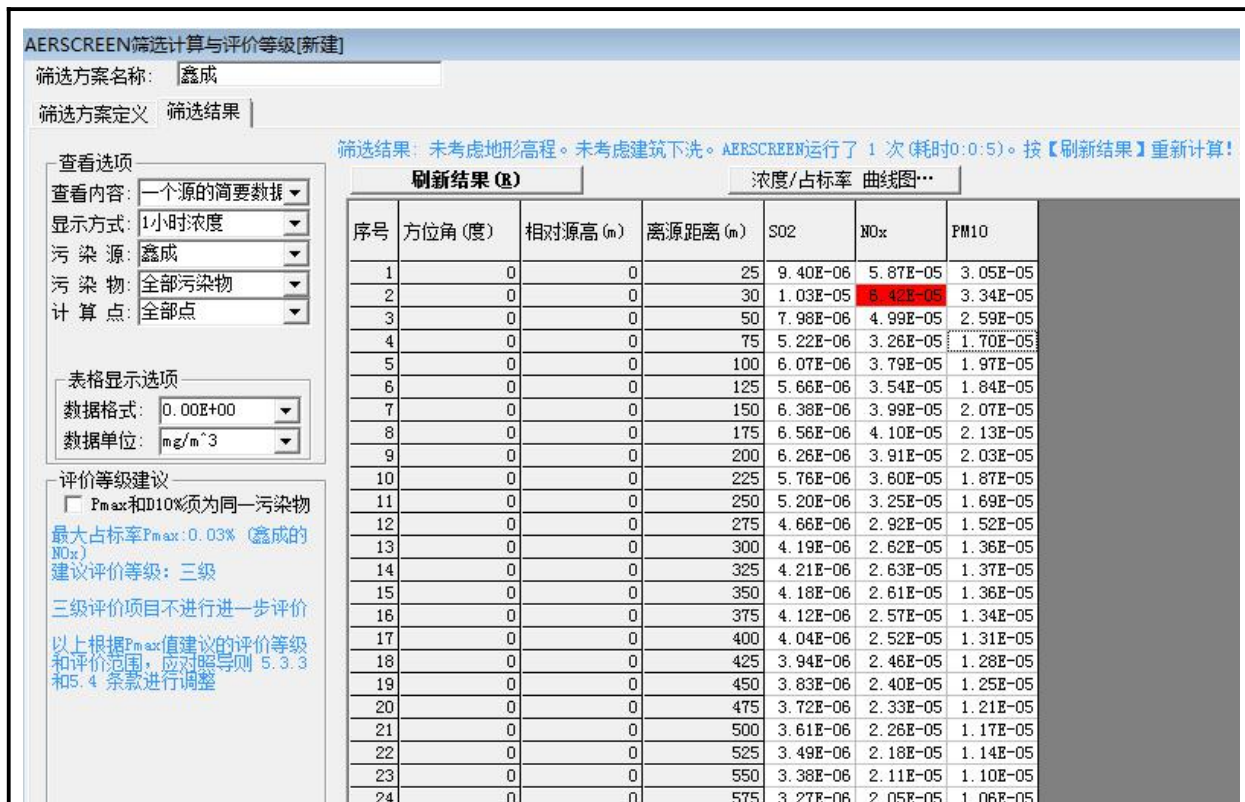 AERSCREEN筛选计算与评价等级[新建]
筛选方案名称: 鑫成
筛选方案定义 筛选结果
筛选结果: 未考虑地形高程。未考虑建筑下洗。AERSCREEN运行了 1 次(耗时0:0:5)。按【刷新结果】重新计算!
查看选项
查看内容: 一个源的简要数据
显示方式: 1小时浓度
污 染 源: 鑫成
污 染 物: 全部污染物
计 算 点: 全部点
表格显示选项
数据格式: 0.00E+00
数据单位: mg/m^3
评价等级建议
Pmax和D10%须为同一污染物
最大占标率Pmax:0.03% (鑫成的
NOx)
建议评价等级: 三级
三级评价项目不进行进一步评价
以上根据Pmax值建议的评价等级
和评价范围,应对照导则 5.3.3
和5.4 条款进行调整
刷新结果(R) 浓度/占标率 曲线图…
序号 方位角(度) 相对源高(m) 离源距离(m) SO2 NOx PM10
1 0 0 25 9.40E-06 5.87E-05 3.05E-05
2 0 0 30 1.03E-05 6.42E-05 3.34E-05
3 0 0 50 7.98E-06 4.99E-05 2.59E-05
4 0 0 75 5.22E-06 3.26E-05 1.70E-05
5 0 0 100 6.07E-06 3.79E-05 1.97E-05
6 0 0 125 5.66E-06 3.54E-05 1.84E-05
7 0 0 150 6.38E-06 3.99E-05 2.07E-05
8 0 0 175 6.56E-06 4.10E-05 2.13E-05
9 0 0 200 6.26E-06 3.91E-05 2.03E-05
10 0 0 225 5.76E-06 3.60E-05 1.87E-05
11 0 0 250 5.20E-06 3.25E-05 1.69E-05
12 0 0 275 4.66E-06 2.92E-05 1.52E-05
13 0 0 300 4.19E-06 2.62E-05 1.36E-05
14 0 0 325 4.21E-06 2.63E-05 1.37E-05
15 0 0 350 4.18E-06 2.61E-05 1.36E-05
16 0 0 375 4.12E-06 2.57E-05 1.34E-05
17 0 0 400 4.04E-06 2.52E-05 1.31E-05
18 0 0 425 3.94E-06 2.46E-05 1.28E-05
19 0 0 450 3.83E-06 2.40E-05 1.25E-05
20 0 0 475 3.72E-06 2.33E-05 1.21E-05
21 0 0 500 3.61E-06 2.26E-05 1.17E-05
22 0 0 525 3.49E-06 2.18E-05 1.14E-05
23 0 0 550 3.38E-06 2.11E-05 1.10E-05
24 0 0 575 3.27E-06 2.05E-05 1.06E-05